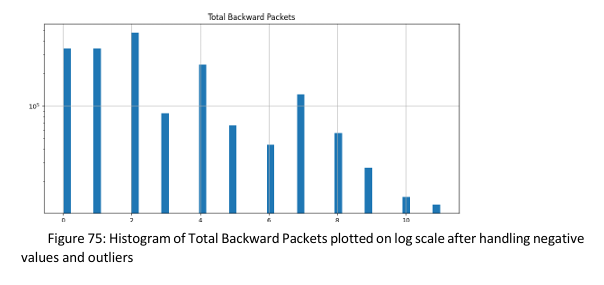 Total Backward Packets
10⁵
0 2 4 6 8 10
Figure 75: Histogram of Total Backward Packets plotted on log scale after handling negative
values and outliers